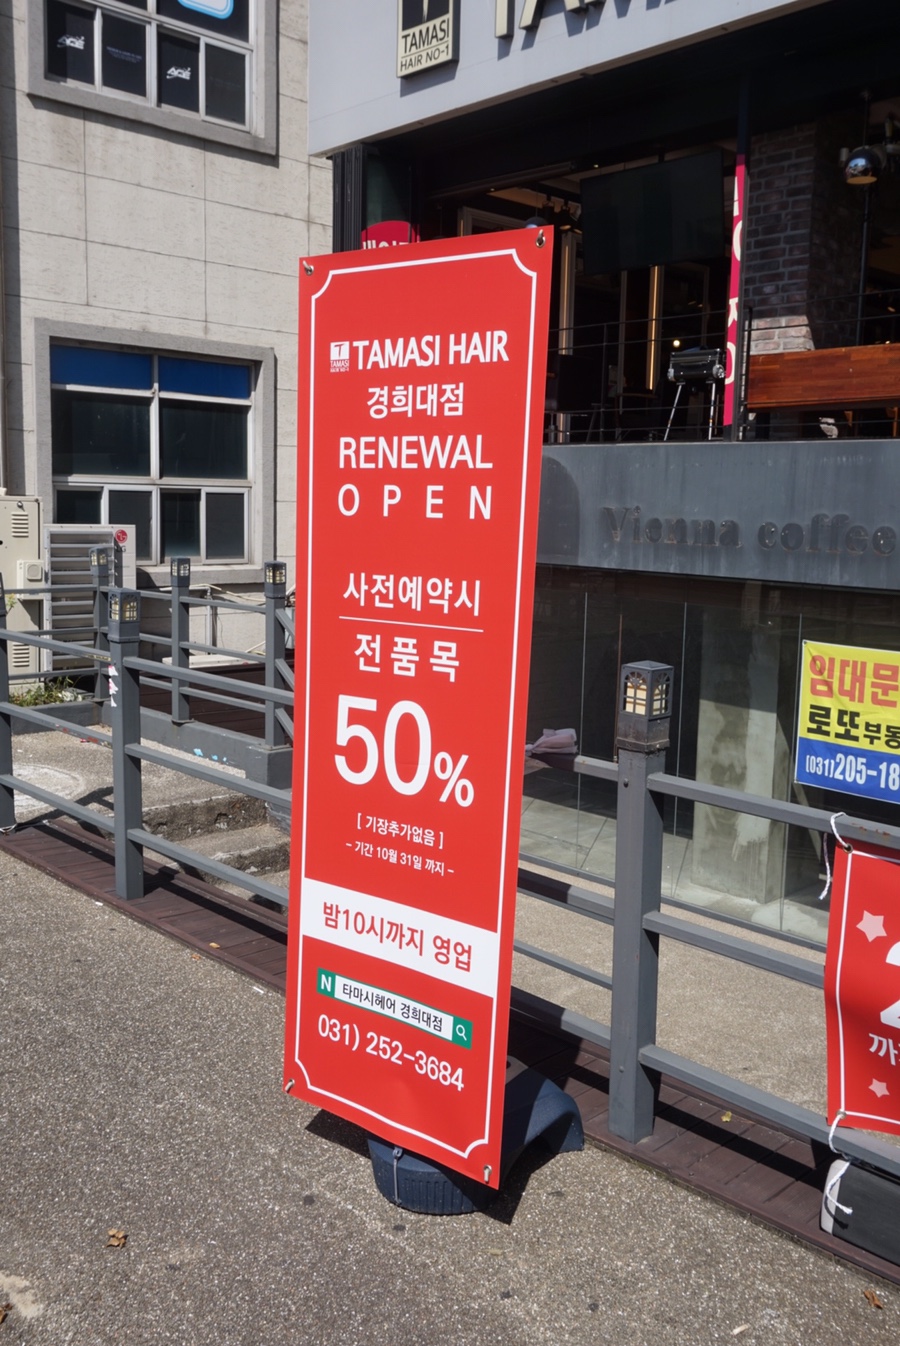 TAMASI
HAIR NO-1
TAMASI HAIR
경희대점
RENEWAL
OPEN
사전예약시
전품목
50%
[ 기장추가없음 ]
- 기간 10월 31일 까지 -
밤10시까지 영업
N 타마시헤어 경희대점
031) 252-3684
Vienna coffee
임대문
로또부동
(031)205-18
까지